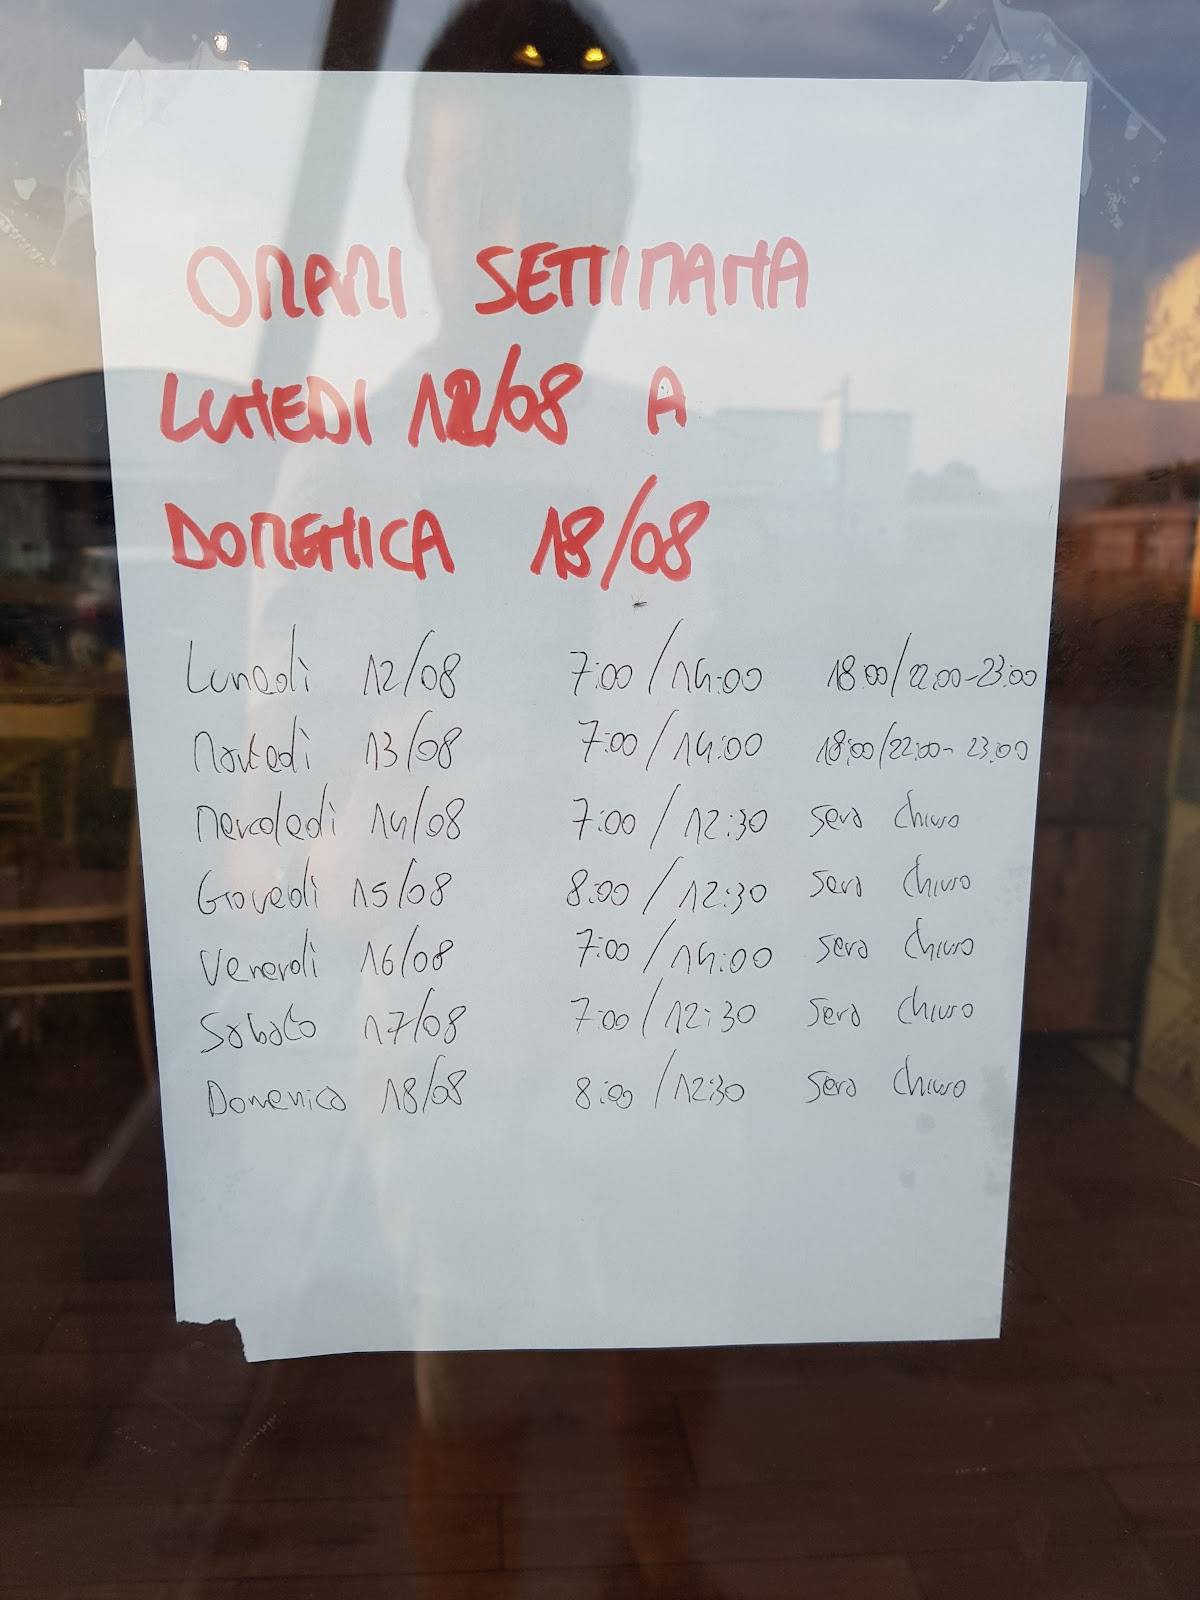 ORARI SETTIMANA
LUNEDI 12/08 A
DOMENICA 18/08
Lunedì 12/08 7:00/14:00 18:00/22:00-23:00
Martedì 13/08 7:00/14:00 18:00/22:00-23:00
Mercoledì 14/08 7:00/12:30 sera chiuso
Giovedì 15/08 8:00/12:30 sera chiuso
Venerdì 16/08 7:00/14:00 sera chiuso
Sabato 17/08 7:00/12:30 sera chiuso
Domenica 18/08 8:00/12:30 sera chiuso